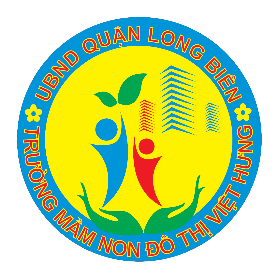 UBND QUẬN LONG BIÊN
TRƯỜNG MẦM NON ĐÔ THỊ VIỆT HƯNG